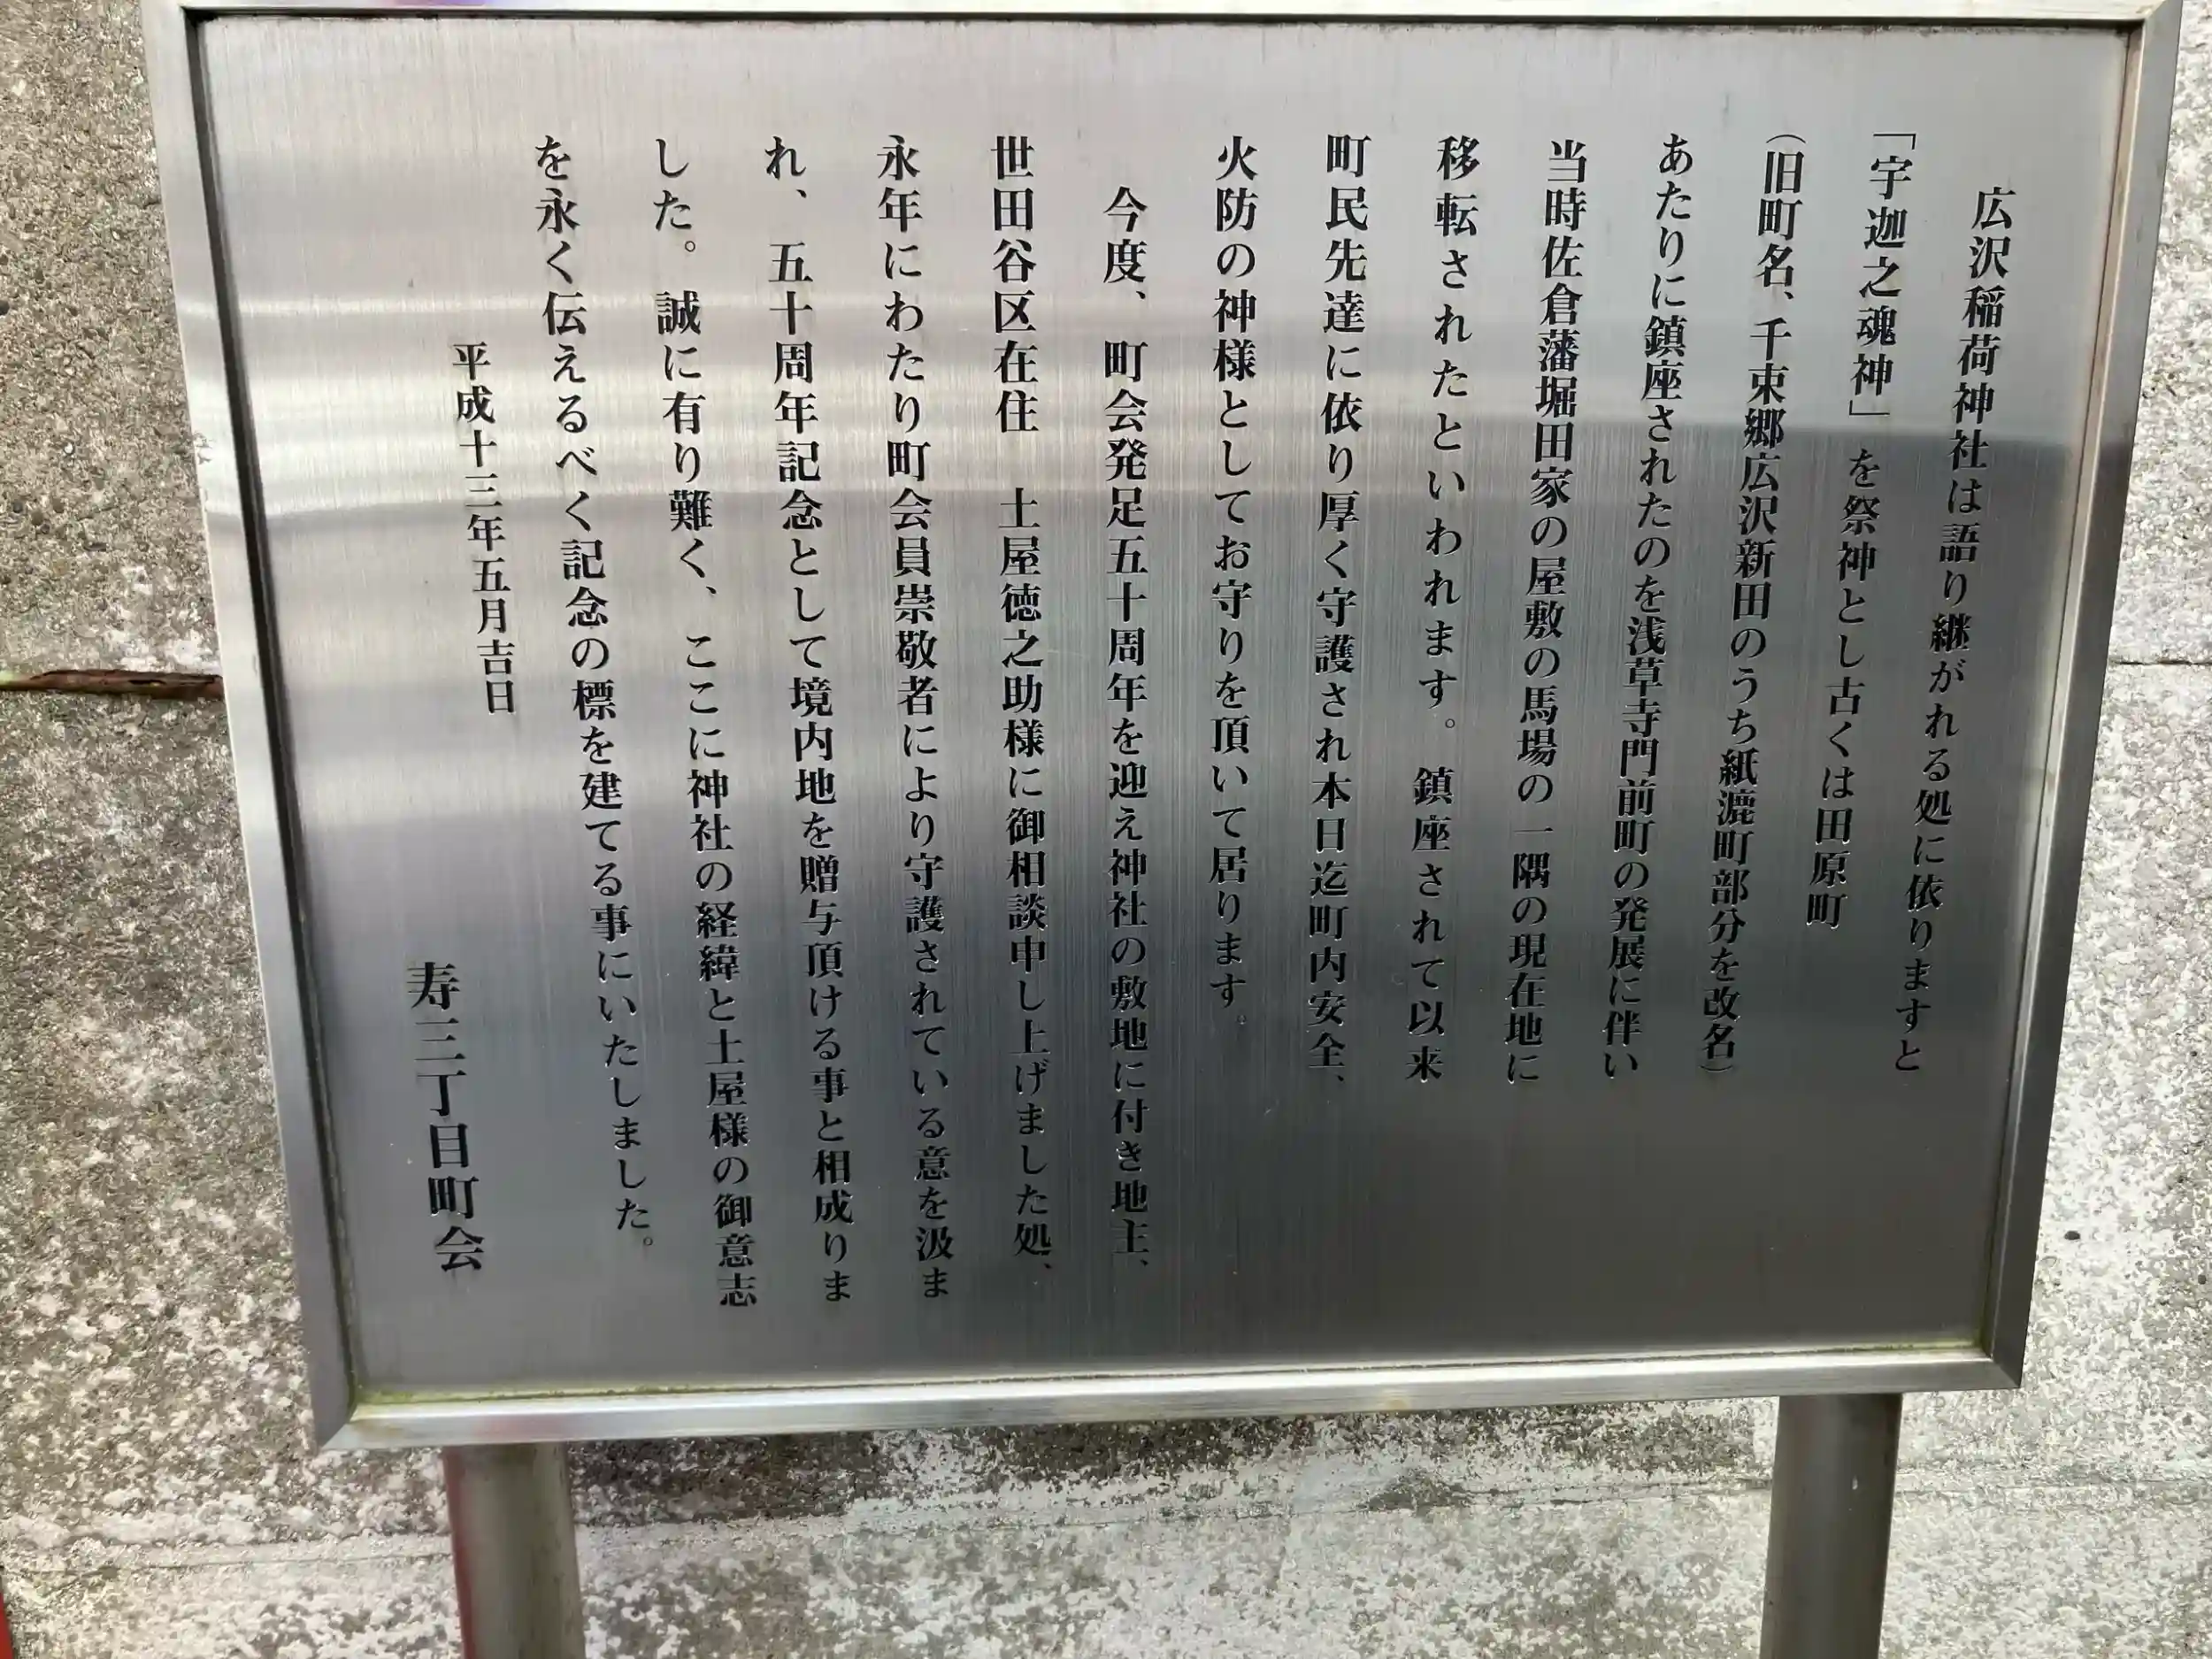 広沢稲荷神社は語り継がれる処に依りますと
「宇迦之魂神」を祭神とし古くは田原町
（旧町名、千束郷広沢新田のうち紙漉町部分を改名）
あたりに鎮座されたのを浅草寺門前町の発展に伴い
当時佐倉藩堀田家の屋敷の馬場の一隅の現在地に
移転されたといわれます。鎮座されて以来
町民先達に依り厚く守護され本日迄町内安全、
火防の神様としてお守りを頂いて居ります。
今度、町会発足五十周年を迎え神社の敷地に付き地主、
世田谷区在住　土屋徳之助様に御相談申し上げました処、
永年にわたり町会員崇敬者により守護されている意を汲ま
れ、五十周年記念として境内地を贈与頂ける事と相成りま
した。誠に有り難く、ここに神社の経緯と土屋様の御意志
を永く伝えるべく記念の標を建てる事にいたしました。
平成十三年五月吉日
寿三丁目町会